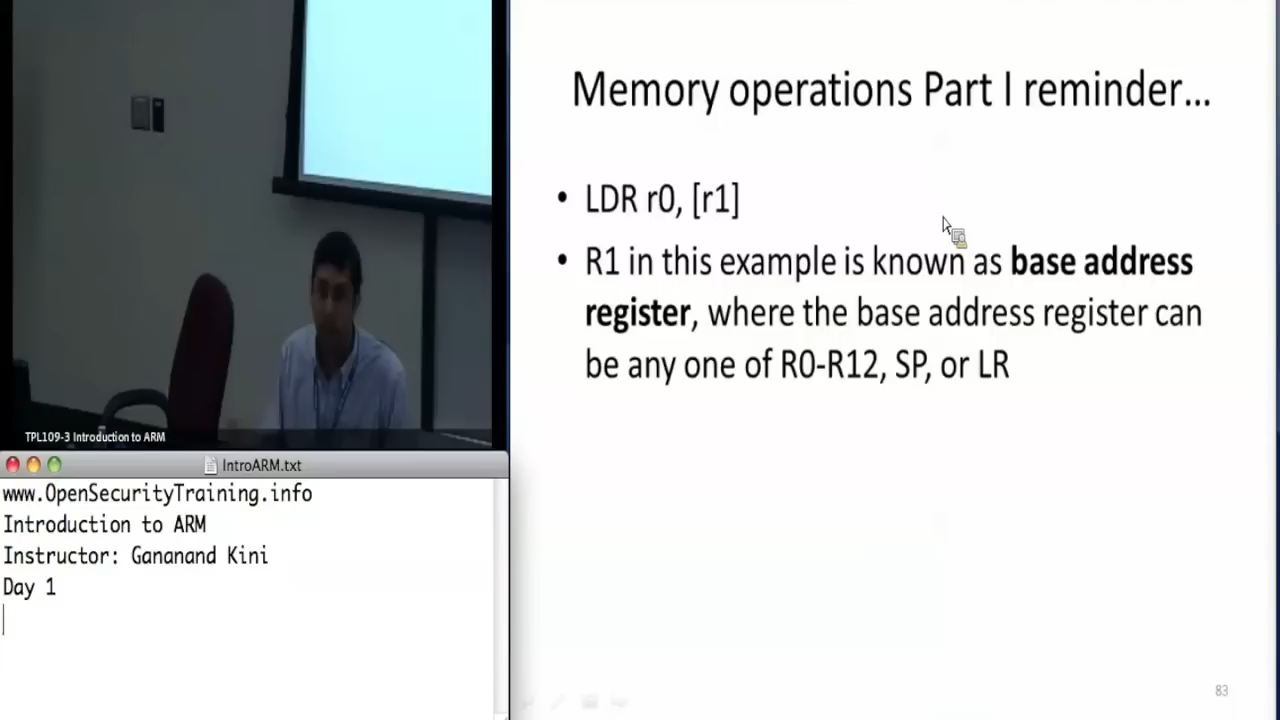 Memory operations Part I reminder...
• LDR r0, [r1]
• R1 in this example is known as base address
register, where the base address register can
be any one of R0-R12, SP, or LR
83
TPL109-3 Introduction to ARM
IntroARM.txt
www.OpenSecurityTraining.info
Introduction to ARM
Instructor: Gananand Kini
Day 1